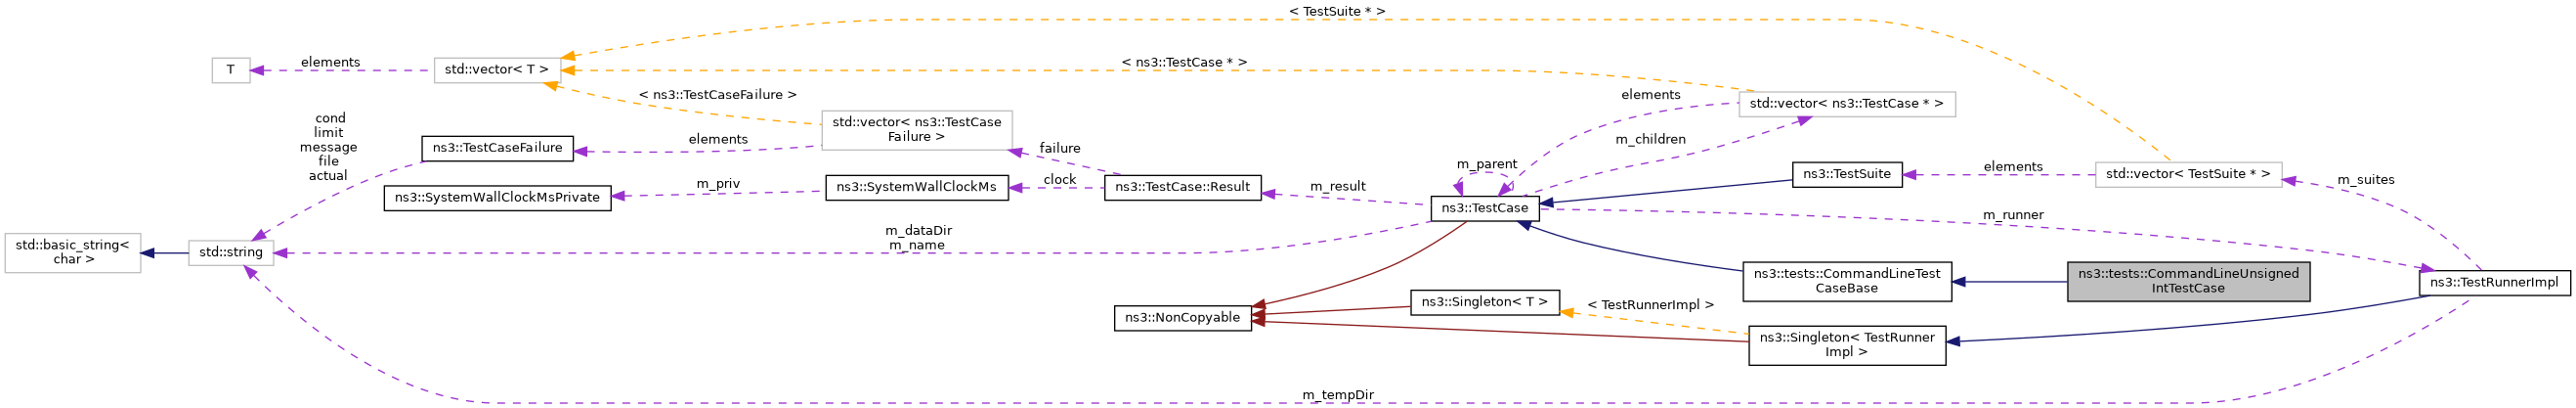 < TestSuite * >
T
elements
std::vector< T >
< ns3::TestCase * >
< ns3::TestCaseFailure >
elements
std::vector< ns3::TestCase * >
cond
limit
message
file
actual
ns3::TestCaseFailure
elements
std::vector< ns3::TestCase
Failure >
failure
m_children
m_parent
ns3::TestSuite
elements
std::vector< TestSuite * >
m_suites
ns3::SystemWallClockMsPrivate
m_priv
ns3::SystemWallClockMs
clock
ns3::TestCase::Result
m_result
ns3::TestCase
m_runner
std::basic_string<
char >
std::string
m_dataDir
m_name
ns3::tests::CommandLineTest
CaseBase
ns3::tests::CommandLineUnsigned
IntTestCase
ns3::TestRunnerImpl
ns3::NonCopyable
ns3::Singleton< T >
< TestRunnerImpl >
ns3::Singleton< TestRunner
Impl >
m_tempDir